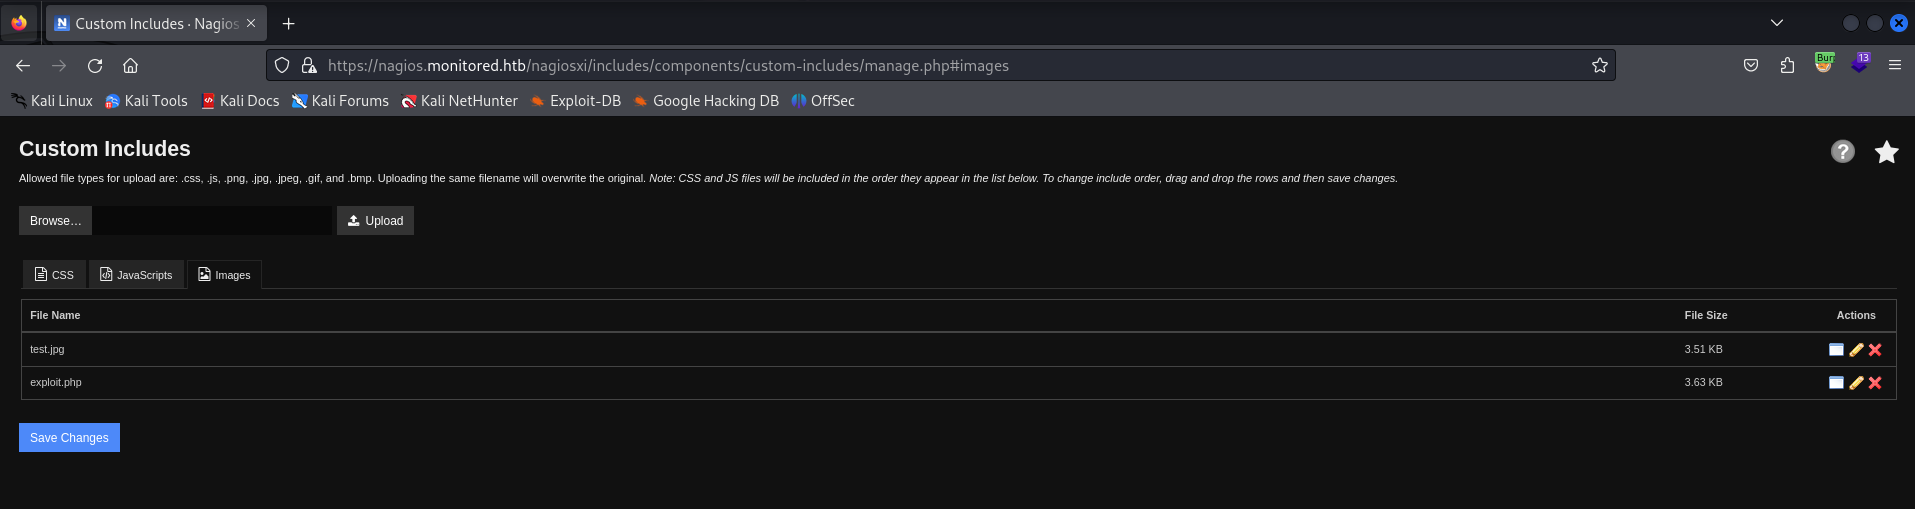 Custom Includes · Nagios
https://nagios.monitored.htb/nagiosxi/includes/components/custom-includes/manage.php#images
Burp
13
11
Kali Linux Kali Tools Kali Docs Kali Forums Kali NetHunter Exploit-DB Google Hacking DB OffSec
Custom Includes
Allowed file types for upload are: .css, .js, .png, .jpg, .jpeg, .gif, and .bmp. Uploading the same filename will overwrite the original. Note: CSS and JS files will be included in the order they appear in the list below. To change include order, drag and drop the rows and then save changes.
Browse… Upload
CSS JavaScripts Images
File Name File Size Actions
test.jpg 3.51 KB
exploit.php 3.63 KB
Save Changes